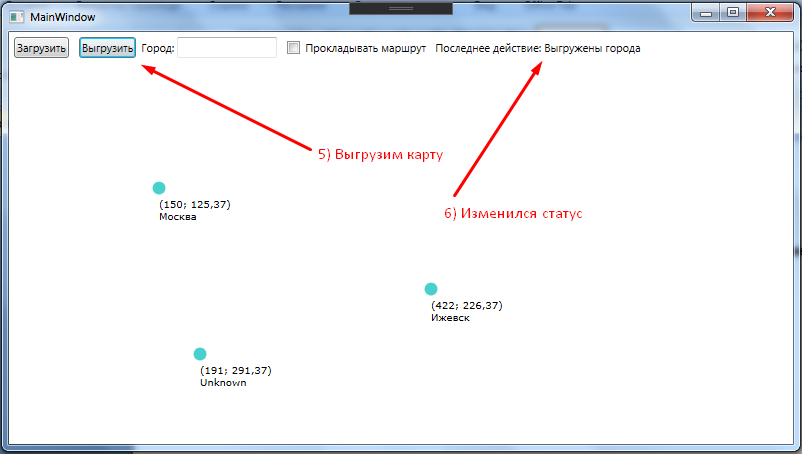 MainWindow
Загрузить Выгрузить Город: Прокладывать маршрут Последнее действие: Выгружены города
5) Выгрузим карту
6) Изменился статус
(150; 125,37)
Москва
(422; 226,37)
Ижевск
(191; 291,37)
Unknown